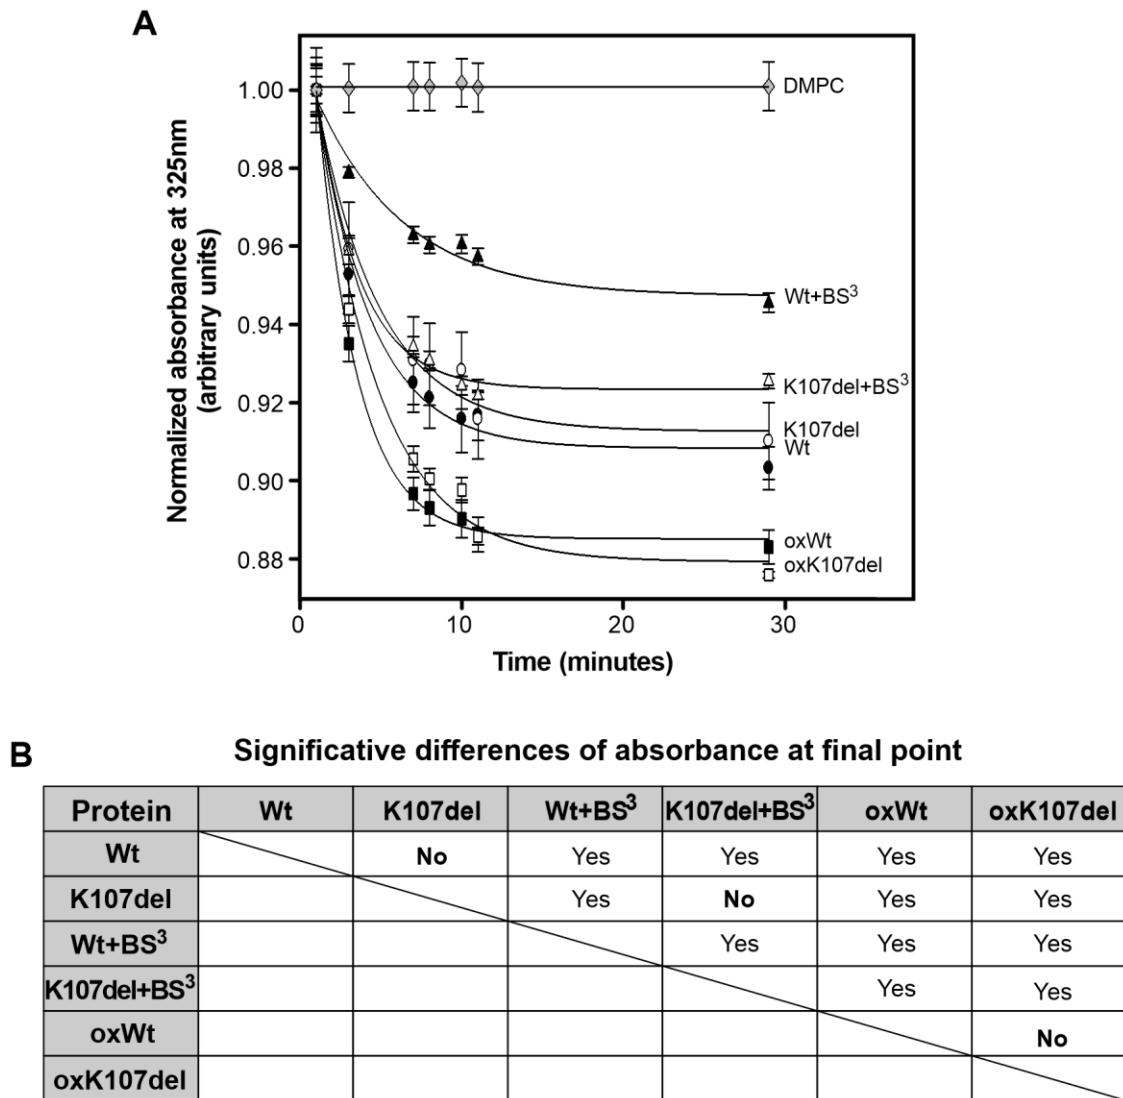 A
Normalized absorbance at 325nm
(arbitrary units)
1.00
0.98
0.96
0.94
0.92
0.90
0.88
DMPC
Wt+BS³
K107del+BS³
K107del
Wt
oxWt
oxK107del
0 10 20 30
Time (minutes)
B
Significative differences of absorbance at final point
Protein Wt K107del Wt+BS³ K107del+BS³ oxWt oxK107del
Wt No Yes Yes Yes Yes
K107del Yes No Yes Yes
Wt+BS³ Yes Yes Yes
K107del+BS³ Yes Yes
oxWt No
oxK107del